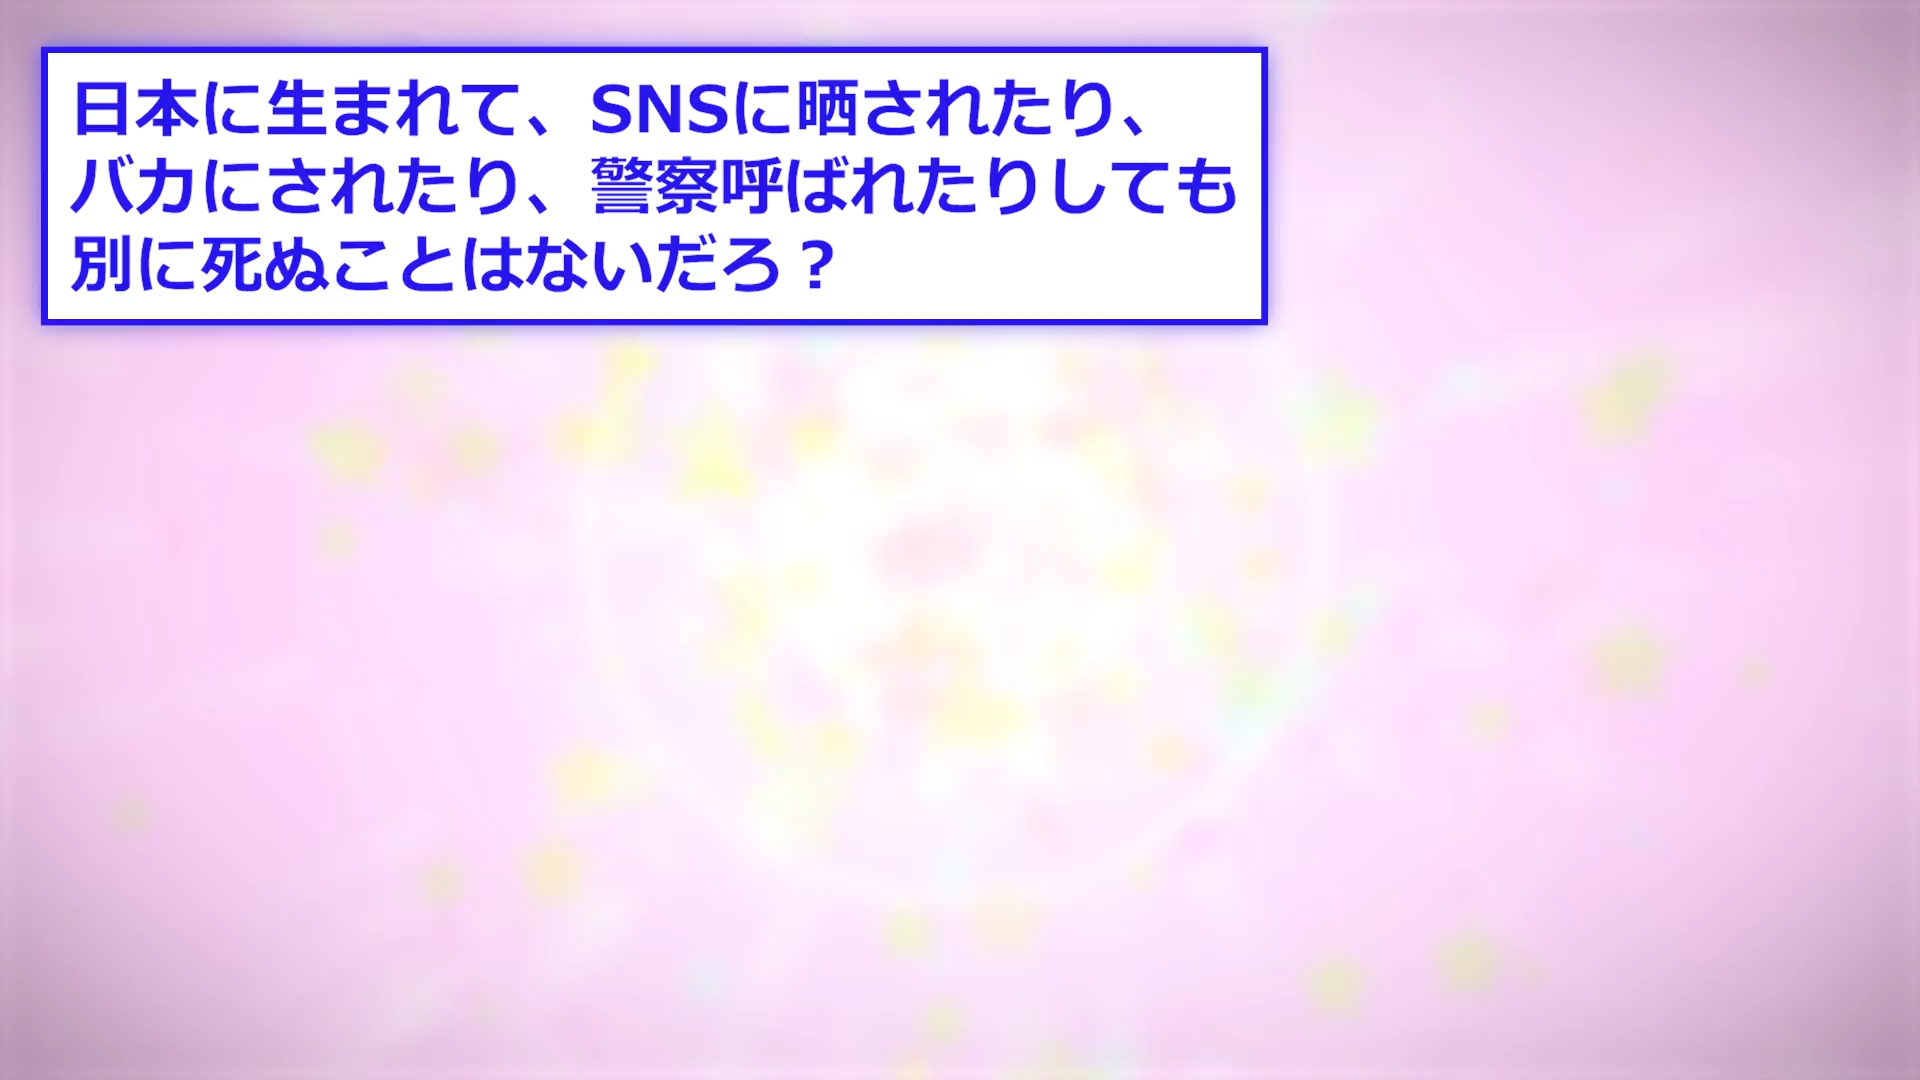 日本に生まれて、SNSに晒されたり、
バカにされたり、警察呼ばれたりしても
別に死ぬことはないだろ？